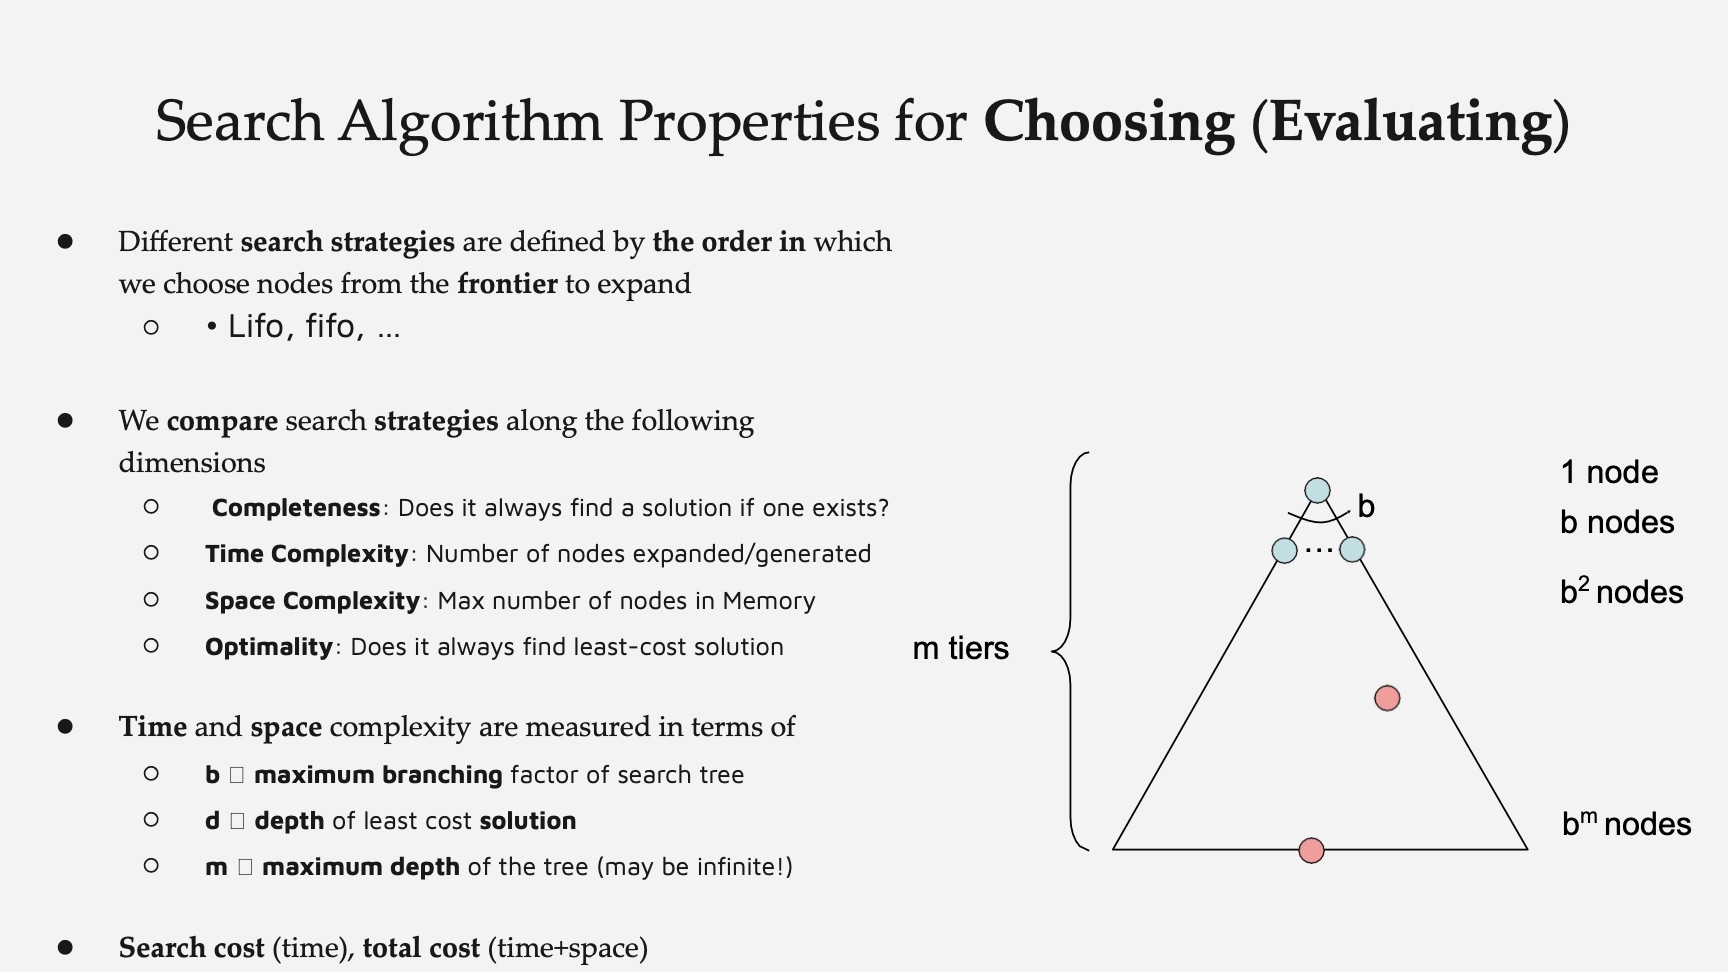 Search Algorithm Properties for Choosing (Evaluating)
● Different search strategies are defined by the order in which
we choose nodes from the frontier to expand
○ • Lifo, fifo, ...
● We compare search strategies along the following
dimensions
○ Completeness: Does it always find a solution if one exists?
○ Time Complexity: Number of nodes expanded/generated
○ Space Complexity: Max number of nodes in Memory
○ Optimality: Does it always find least-cost solution
● Time and space complexity are measured in terms of
○ b □ maximum branching factor of search tree
○ d □ depth of least cost solution
○ m □ maximum depth of the tree (may be infinite!)
● Search cost (time), total cost (time+space)
m tiers
b
...
1 node
b nodes
b² nodes
bᵐ nodes